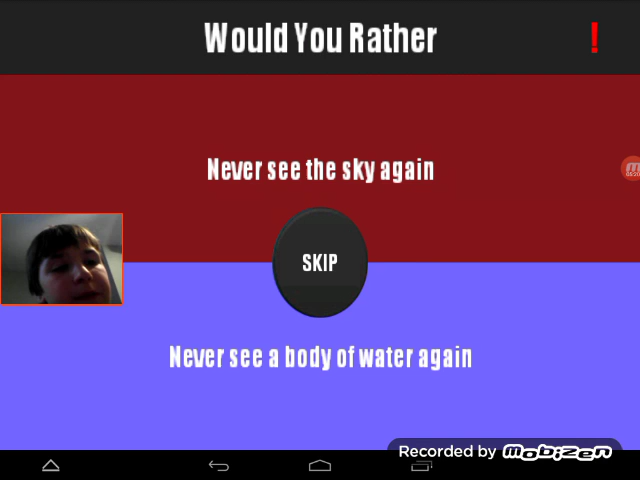 Would You Rather
!
Never see the sky again
SKIP
Never see a body of water again
Recorded by mobizen